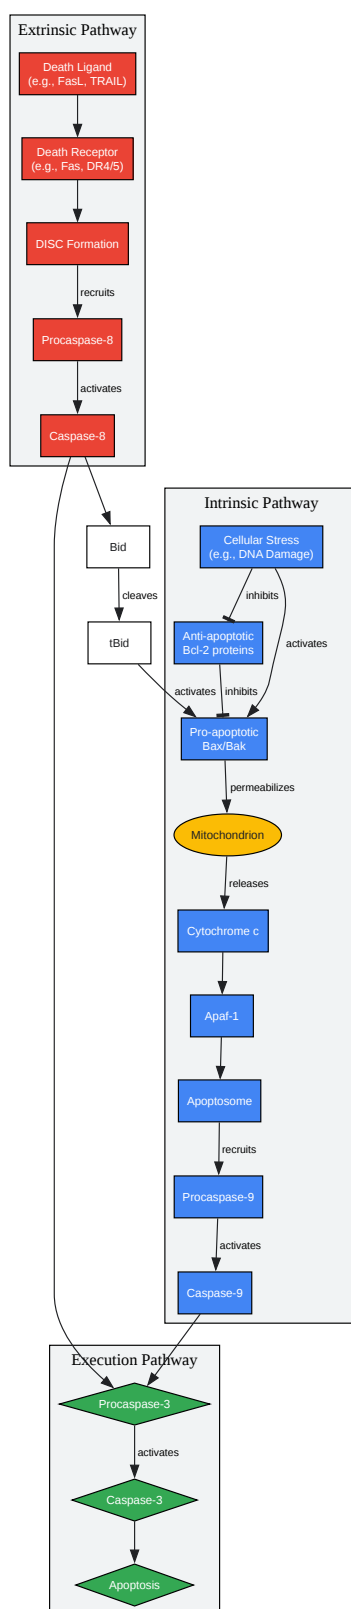 Extrinsic Pathway
Death Ligand
(e.g., FasL, TRAIL)
Death Receptor
(e.g., Fas, DR4/5)
DISC Formation
recruits
Procaspase-8
activates
Caspase-8
Intrinsic Pathway
Cellular Stress
(e.g., DNA Damage)
Bid
inhibits
cleaves
activates
tBid
Anti-apoptotic
Bcl-2 proteins
activates
inhibits
Pro-apoptotic
Bax/Bak
permeabilizes
Mitochondrion
releases
Cytochrome c
Apaf-1
Apoptosome
recruits
Procaspase-9
activates
Caspase-9
Execution Pathway
Procaspase-3
activates
Caspase-3
Apoptosis